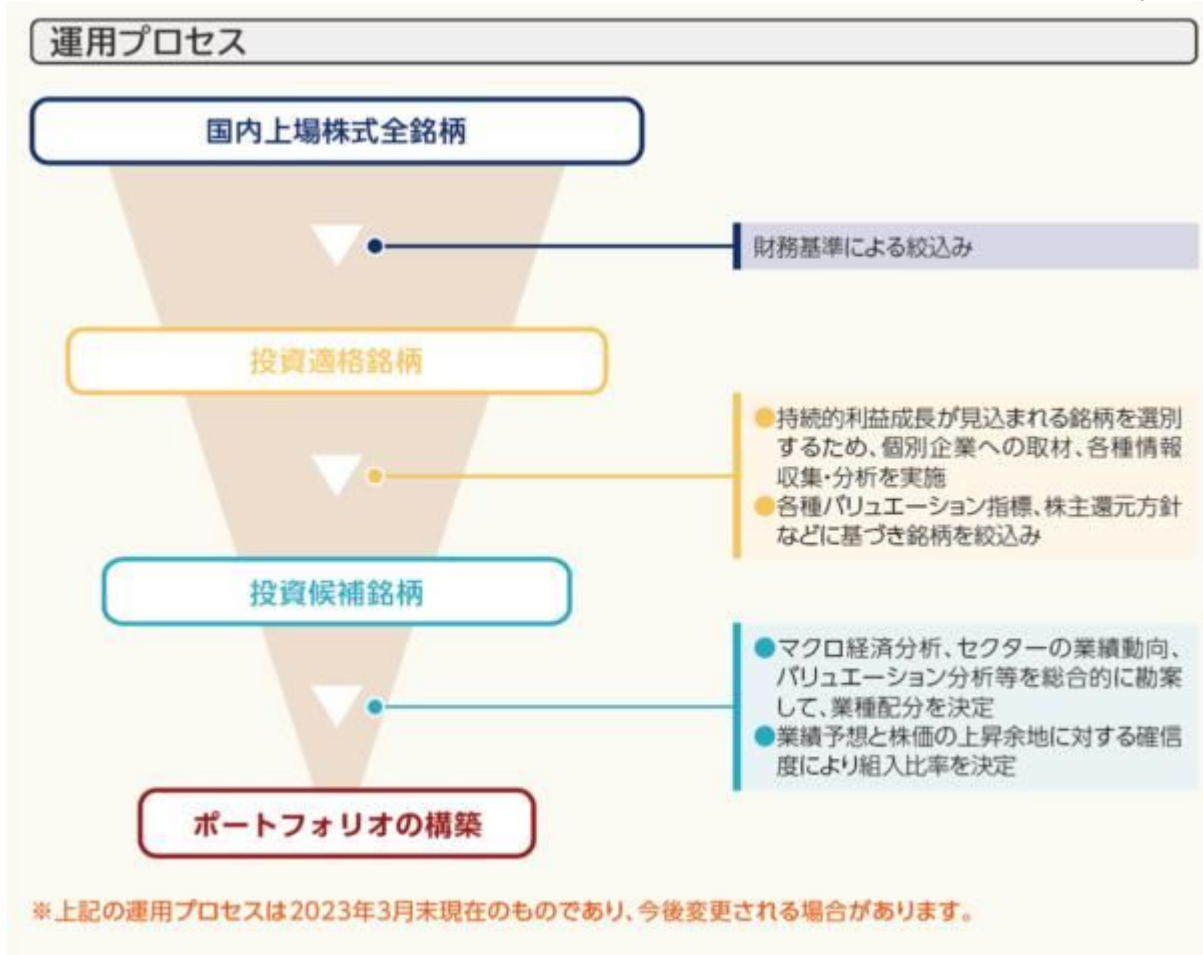 運用プロセス
国内上場株式全銘柄
財務基準による絞込み
投資適格銘柄
●持続的利益成長が見込まれる銘柄を選別
するため、個別企業への取材、各種情報
収集・分析を実施
●各種バリュエーション指標、株主還元方針
などに基づき銘柄を絞込み
投資候補銘柄
●マクロ経済分析、セクターの業績動向、
バリュエーション分析等を総合的に勘案
して、業種配分を決定
●業績予想と株価の上昇余地に対する確信
度により組入比率を決定
ポートフォリオの構築
※上記の運用プロセスは2023年3月末現在のものであり、今後変更される場合があります。